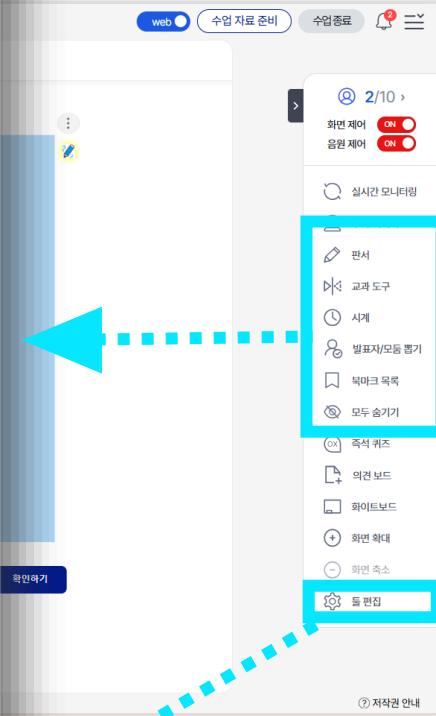 web 수업 자료 준비 수업종료
2/10 ›
화면 제어 ON
음원 제어 ON
실시간 모니터링
판서
교과 도구
시계
발표자/모둠 뽑기
북마크 목록
모두 숨기기
OX 즉석 퀴즈
의견 보드
화이트보드
화면 확대
확인하기
화면 축소
툴 편집
? 저작권 안내